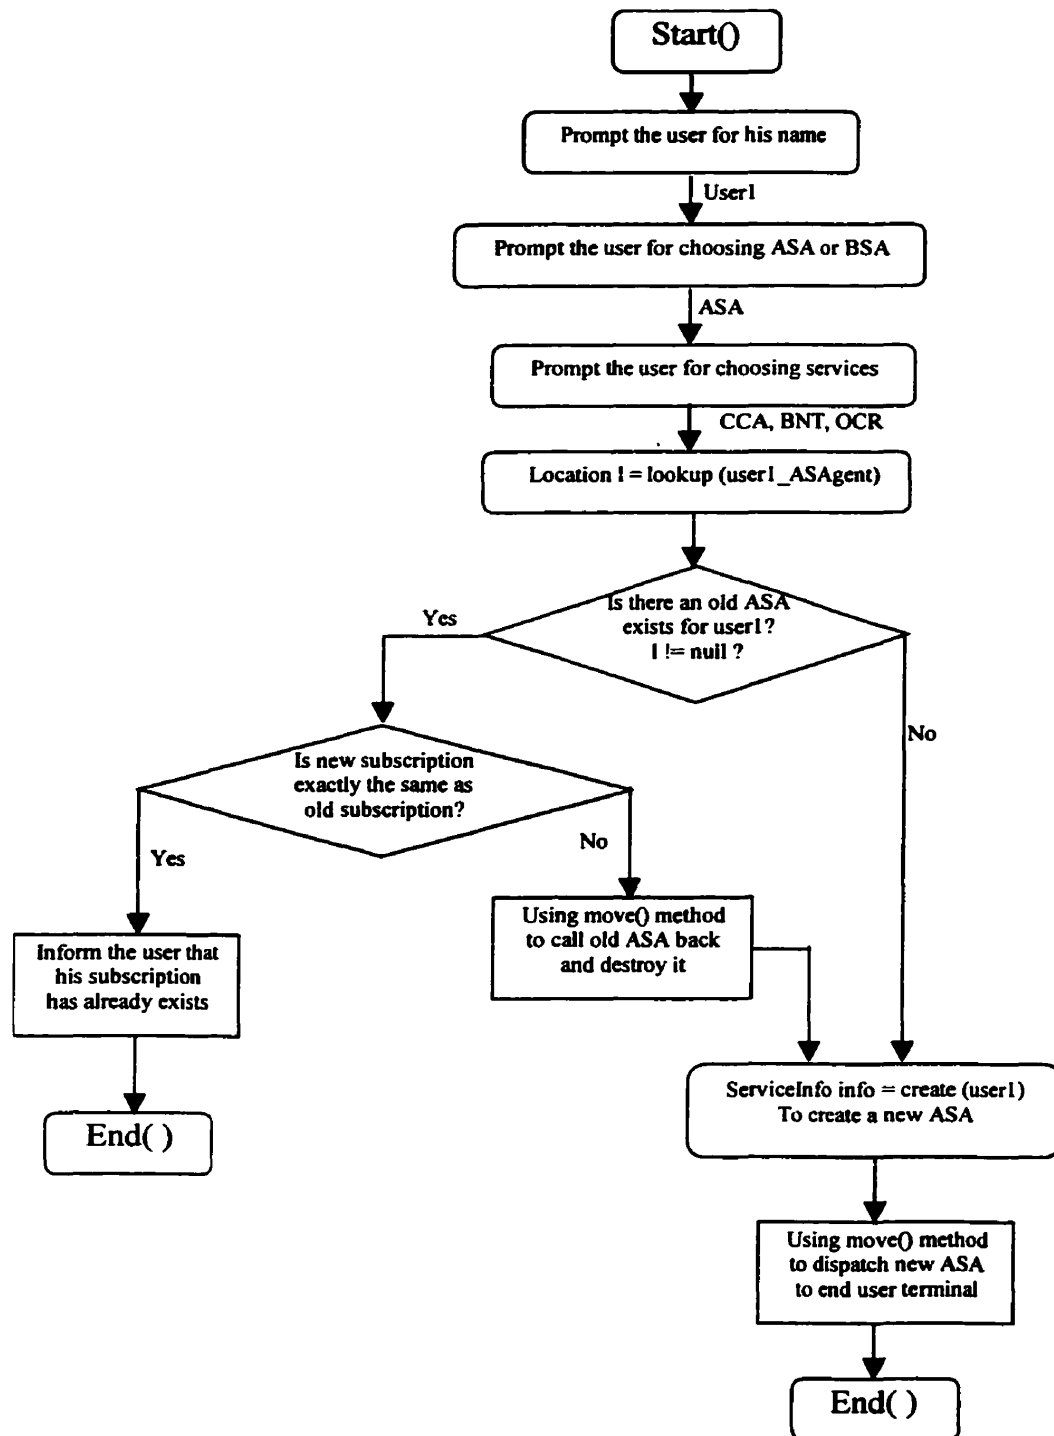 Start()
Prompt the user for his name
User1
Prompt the user for choosing ASA or BSA
ASA
Prompt the user for choosing services
CCA, BNT, OCR
Location l = lookup (user1_ASAgent)
Is there an old ASA
exists for user1?
l != null ?
Yes
No
Is new subscription
exactly the same as
old subscription?
Yes
No
Using move() method
to call old ASA back
and destroy it
Inform the user that
his subscription
has already exists
End( )
ServiceInfo info = create (user1)
To create a new ASA
Using move() method
to dispatch new ASA
to end user terminal
End( )